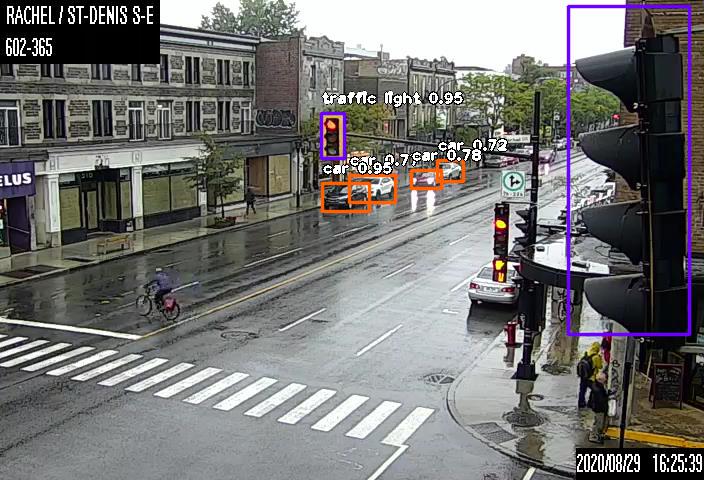 RACHEL / ST-DENIS S-E
602-365
traffic light 0.95
car 0.72
car 0.78
car 0.7
car 0.95
ELUS
2020/08/29 16:25:39